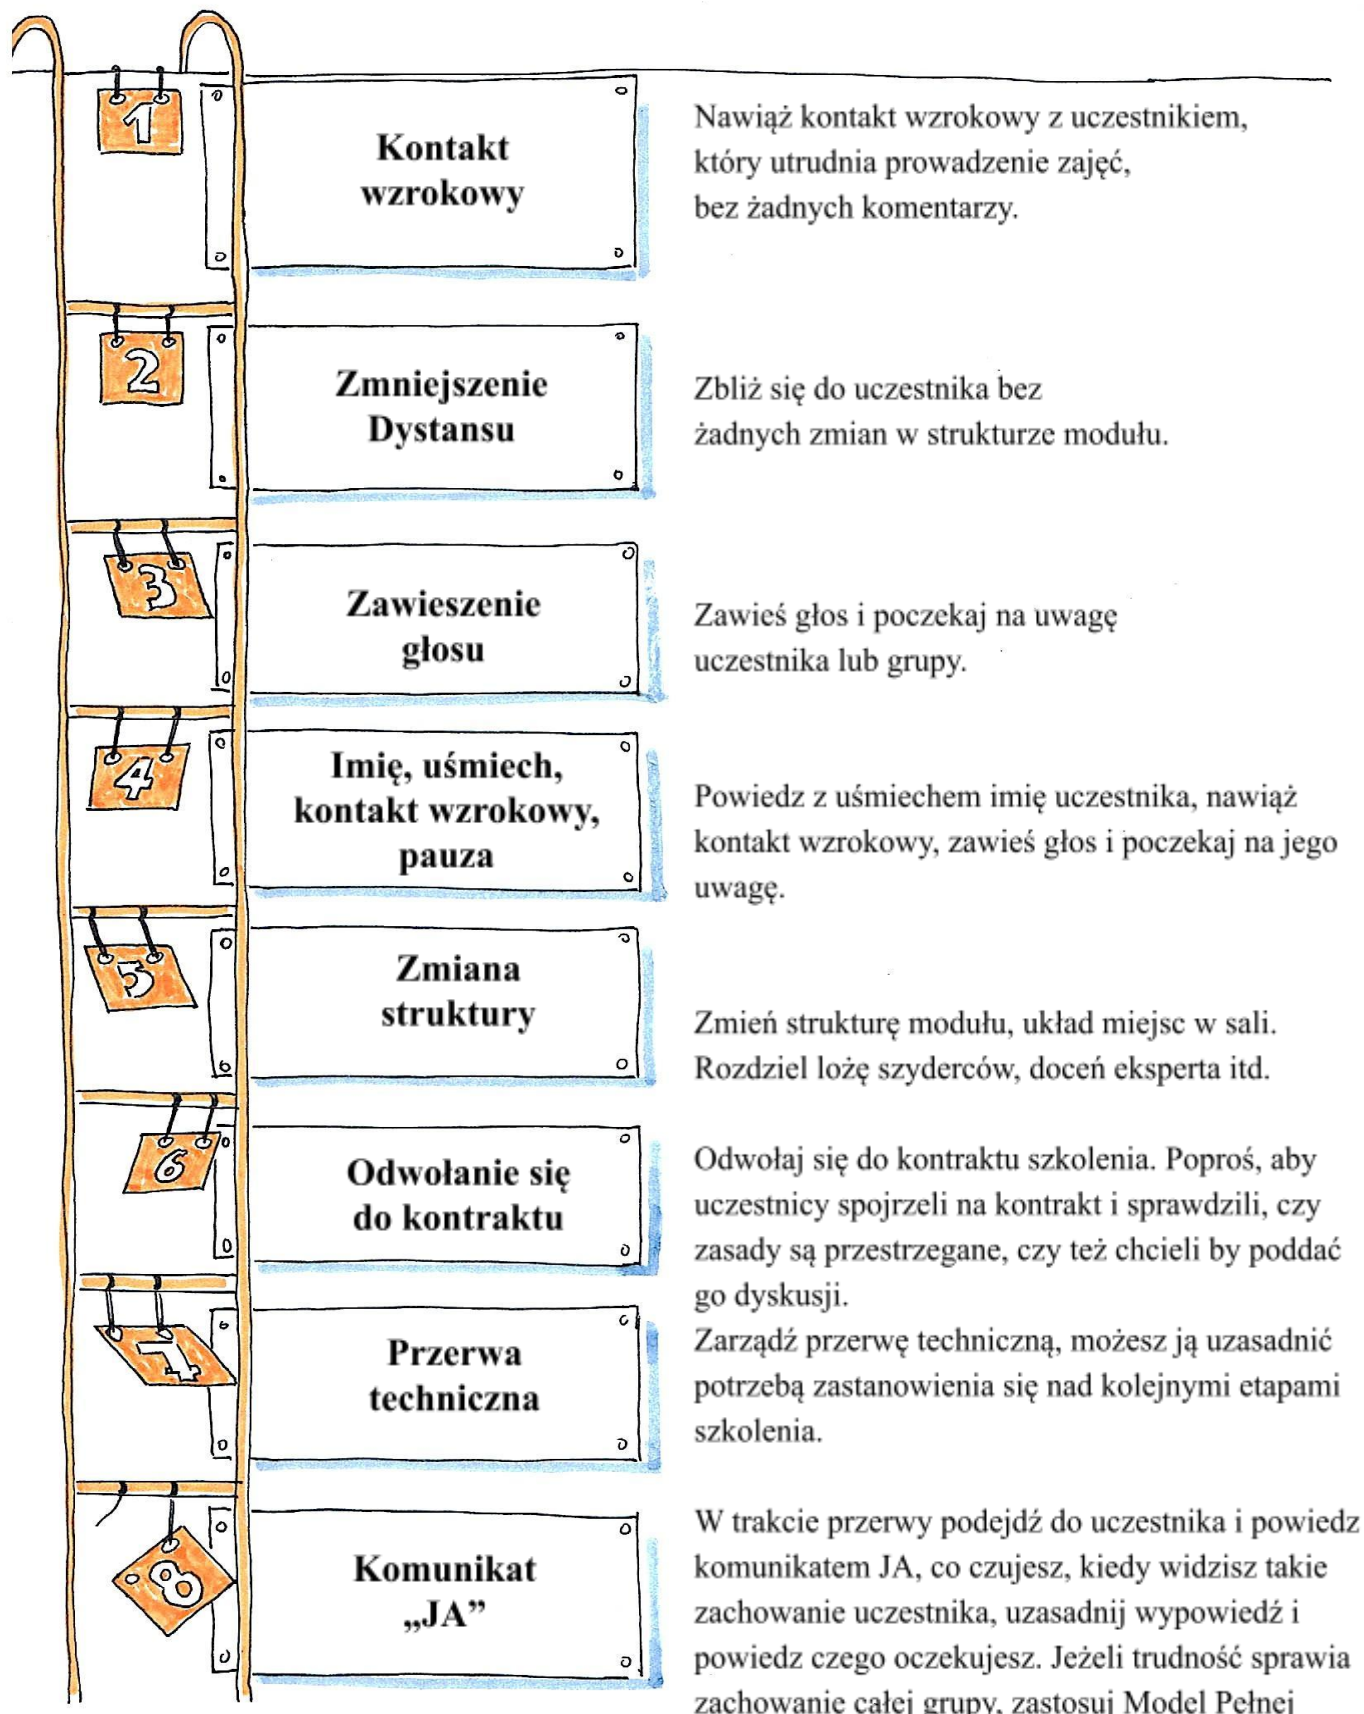 1
Kontakt
wzrokowy
Nawiąż kontakt wzrokowy z uczestnikiem,
który utrudnia prowadzenie zajęć,
bez żadnych komentarzy.
2
Zmniejszenie
Dystansu
Zbliż się do uczestnika bez
żadnych zmian w strukturze modułu.
3
Zawieszenie
głosu
Zawieś głos i poczekaj na uwagę
uczestnika lub grupy.
4
Imię, uśmiech,
kontakt wzrokowy,
pauza
Powiedz z uśmiechem imię uczestnika, nawiąż
kontakt wzrokowy, zawieś głos i poczekaj na jego
uwagę.
5
Zmiana
struktury
Zmień strukturę modułu, układ miejsc w sali.
Rozdziel lożę szyderców, doceń eksperta itd.
6
Odwołanie się
do kontraktu
Odwołaj się do kontraktu szkolenia. Poproś, aby
uczestnicy spojrzeli na kontrakt i sprawdzili, czy
zasady są przestrzegane, czy też chcieli by poddać
go dyskusji.
7
Przerwa
techniczna
Zarządź przerwę techniczną, możesz ją uzasadnić
potrzebą zastanowienia się nad kolejnymi etapami
szkolenia.
8
Komunikat
„JA”
W trakcie przerwy podejdź do uczestnika i powiedz
komunikatem JA, co czujesz, kiedy widzisz takie
zachowanie uczestnika, uzasadnij wypowiedź i
powiedz czego oczekujesz. Jeżeli trudność sprawia
zachowanie całej grupy, zastosuj Model Pełnej